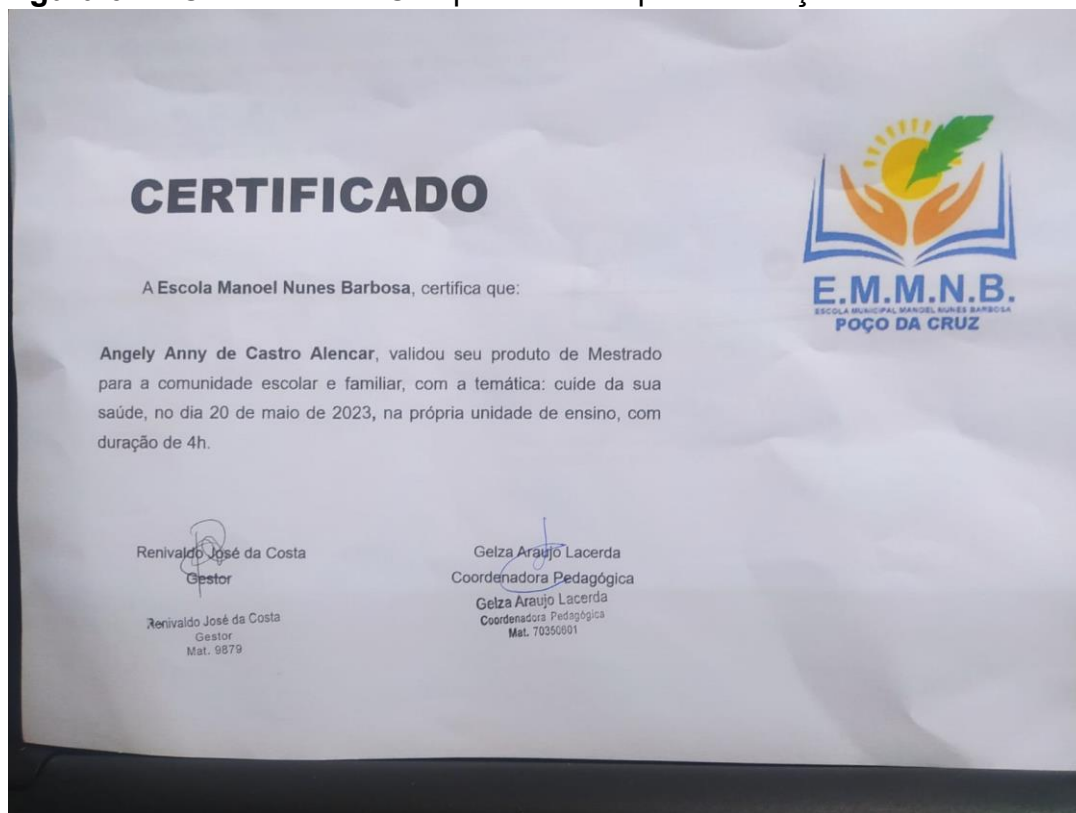 CERTIFICADO
A Escola Manoel Nunes Barbosa, certifica que:
Angely Anny de Castro Alencar, validou seu produto de Mestrado
para a comunidade escolar e familiar, com a temática: cuide da sua
saúde, no dia 20 de maio de 2023, na própria unidade de ensino, com
duração de 4h.
E.M.M.N.B.
ESCOLA MUNICIPAL MANOEL NUNES BARBOSA
POÇO DA CRUZ
Renivaldo José da Costa
Gestor
Renivaldo José da Costa
Gestor
Mat. 9879
Gelza Araujo Lacerda
Coordenadora Pedagógica
Gelza Araujo Lacerda
Coordenadora Pedagógica
Mat. 70350601